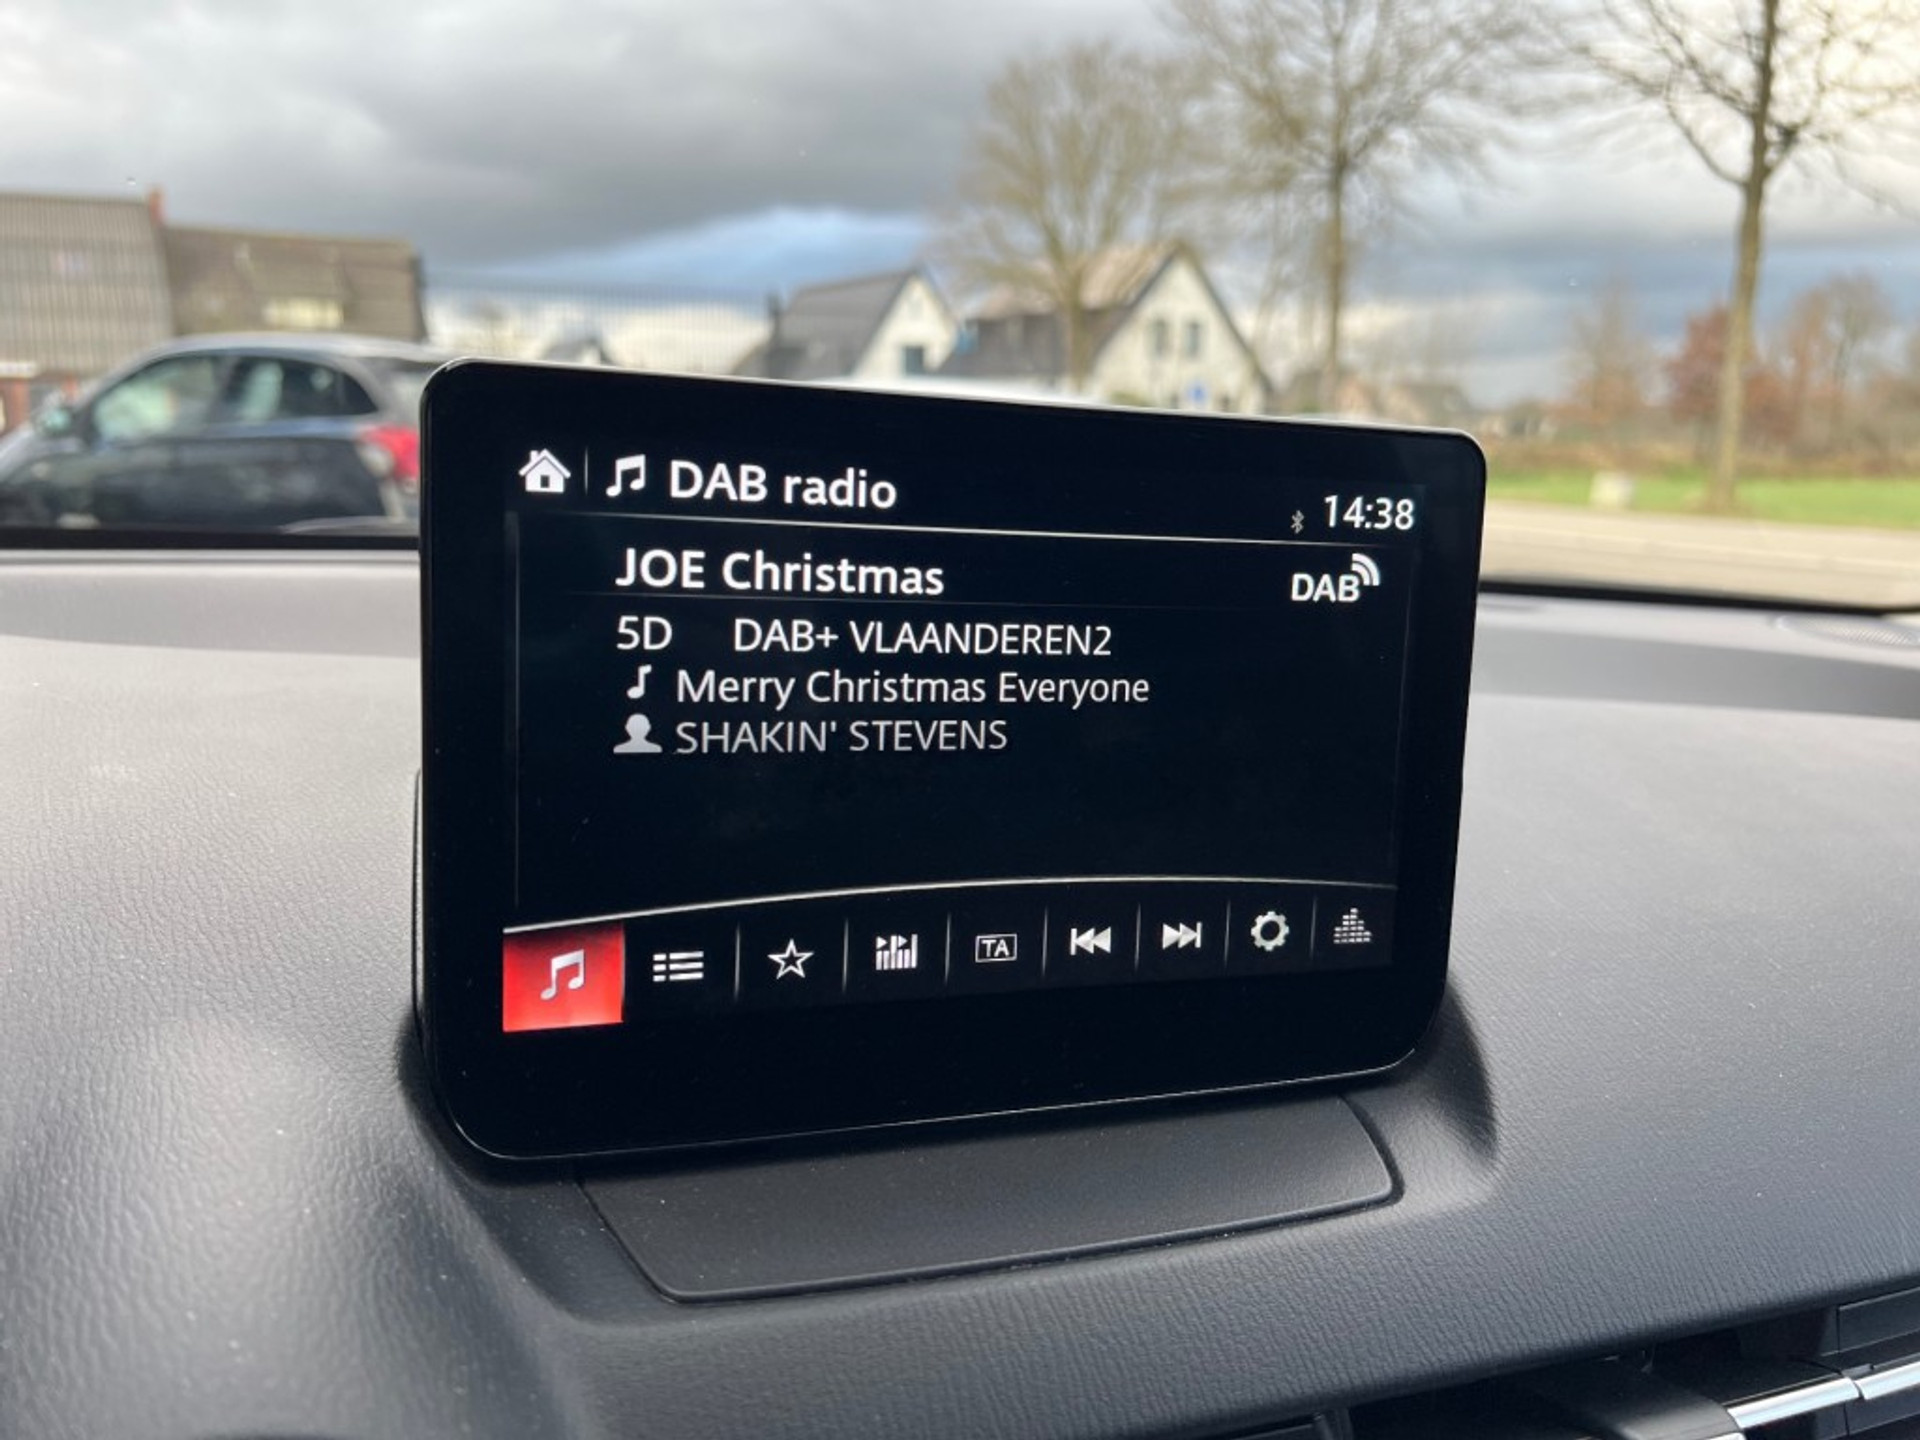 DAB radio
14:38
JOE Christmas
DAB
5D DAB+ VLAANDEREN2
Merry Christmas Everyone
SHAKIN' STEVENS
TA